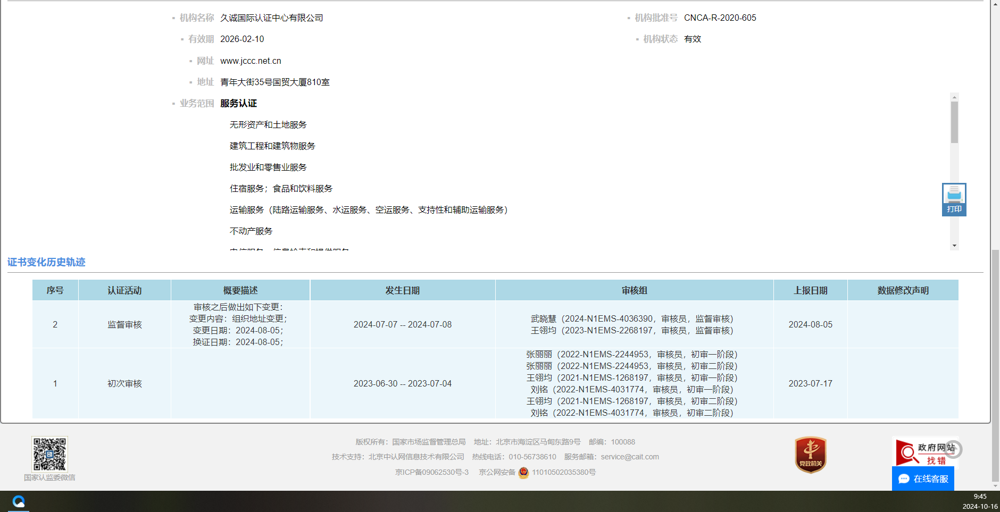 机构名称 久诚国际认证中心有限公司 机构批准号 CNCA-R-2020-605
有效期 2026-02-10 机构状态 有效
网址 www.jccc.net.cn
地址 青年大街35号国贸大厦810室
业务范围 服务认证
无形资产和土地服务
建筑工程和建筑物服务
批发业和零售业服务
住宿服务；食品和饮料服务
运输服务（陆路运输服务、水运服务、空运服务、支持性和辅助运输服务）
打印
不动产服务
证书变化历史轨迹
序号 认证活动 概要描述 发生日期 审核组 上报日期 数据修改声明
2 监督审核
审核之后做出如下变更：
变更内容：组织地址变更；
变更日期：2024-08-05；
换证日期：2024-08-05；
2024-07-07 -- 2024-07-08
武晓慧（2024-N1EMS-4036390，审核员，监督审核）
王翎均（2023-N1EMS-2268197，审核员，监督审核）
2024-08-05
1 初次审核 2023-06-30 -- 2023-07-04
张丽丽（2022-N1EMS-2244953，审核员，初审一阶段）
张丽丽（2022-N1EMS-2244953，审核员，初审二阶段）
王翎均（2021-N1EMS-1268197，审核员，初审一阶段）
刘铭（2022-N1EMS-4031774，审核员，初审一阶段）
王翎均（2021-N1EMS-1268197，审核员，初审二阶段）
刘铭（2022-N1EMS-4031774，审核员，初审二阶段）
2023-07-17
国家认监委微信
版权所有：国家市场监督管理总局 地址：北京市海淀区马甸东路9号 邮编：100088
技术支持：北京中认网信息技术有限公司 热线电话：010-56738610 服务邮箱：service@cait.com
京ICP备09062530号-3 京公网安备 11010502035380号
党政机关
政府网站
找错
在线客服
9:45
2024-10-16